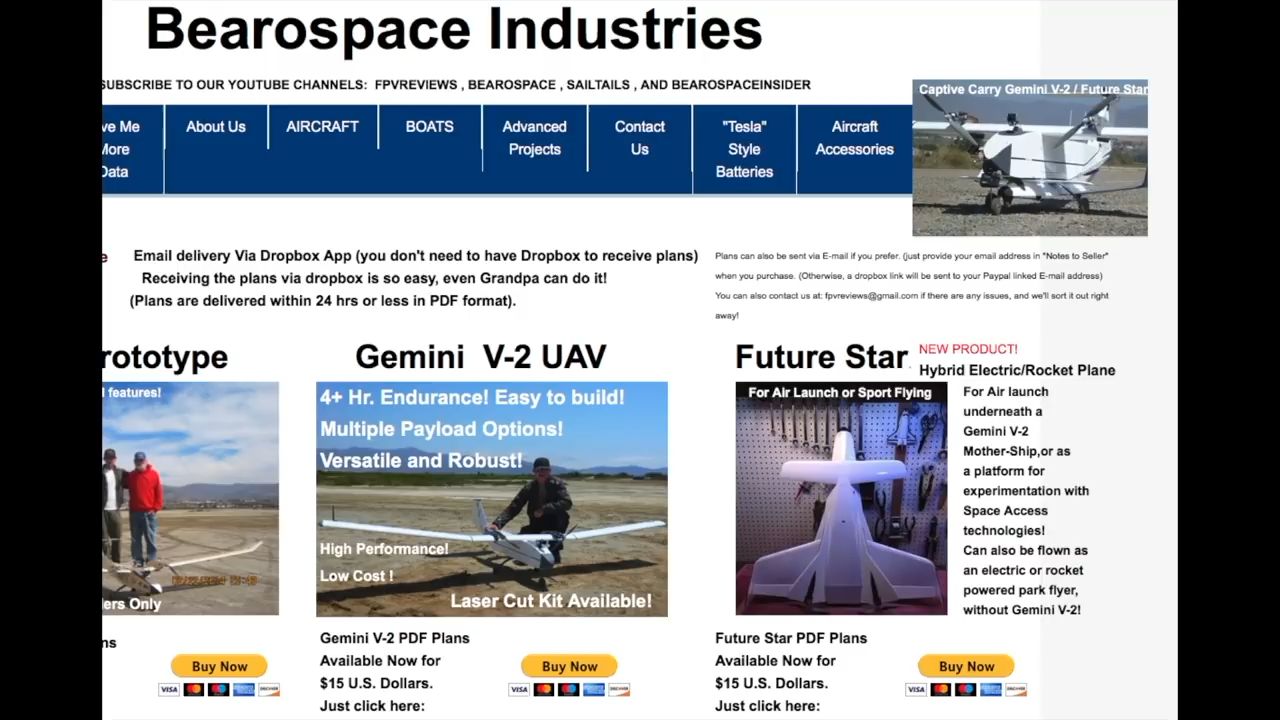 Bearospace Industries
SUBSCRIBE TO OUR YOUTUBE CHANNELS: FPVREVIEWS , BEAROSPACE , SAILTAILS , AND BEAROSPACEINSIDER
Captive Carry Gemini V-2 / Future Star
ve Me
More
Data
About Us
AIRCRAFT
BOATS
Advanced
Projects
Contact
Us
"Tesla"
Style
Batteries
Aircraft
Accessories
e
Email delivery Via Dropbox App (you don't need to have Dropbox to receive plans)
Receiving the plans via dropbox is so easy, even Grandpa can do it!
(Plans are delivered within 24 hrs or less in PDF format).
Plans can also be sent via E-mail if you prefer. (just provide your email address in "Notes to Seller"
when you purchase. (Otherwise, a dropbox link will be sent to your Paypal linked E-mail address)
You can also contact us at: fpvreviews@gmail.com if there are any issues, and we'll sort it out right
away!
rototype
l features!
ers Only
ns
Buy Now
VISA
DISCOVER
Gemini V-2 UAV
4+ Hr. Endurance! Easy to build!
Multiple Payload Options!
Versatile and Robust!
High Performance!
Low Cost !
Laser Cut Kit Available!
Gemini V-2 PDF Plans
Available Now for
$15 U.S. Dollars.
Just click here:
Buy Now
VISA
DISCOVER
Future Star
NEW PRODUCT!
Hybrid Electric/Rocket Plane
For Air Launch or Sport Flying
For Air launch
underneath a
Gemini V-2
Mother-Ship,or as
a platform for
experimentation with
Space Access
technologies!
Can also be flown as
an electric or rocket
powered park flyer,
without Gemini V-2!
Future Star PDF Plans
Available Now for
$15 U.S. Dollars.
Just click here:
Buy Now
VISA
DISCOVER